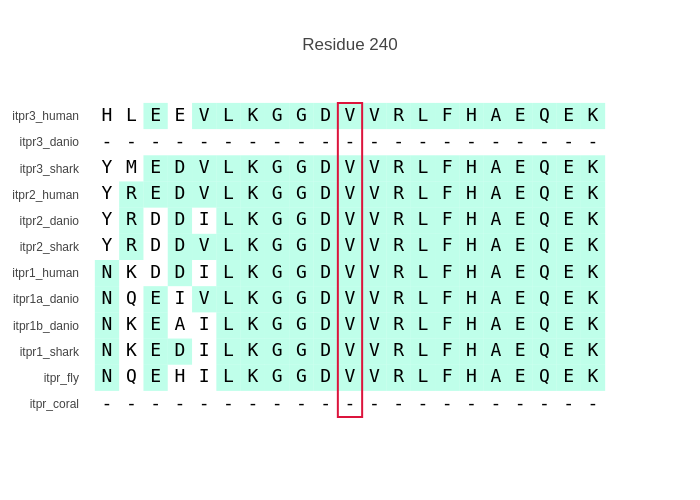 Residue 240
itpr3_human H L E E V L K G G D V V R L F H A E Q E K
itpr3_danio - - - - - - - - - - - - - - - - - - - - -
itpr3_shark Y M E D V L K G G D V V R L F H A E Q E K
itpr2_human Y R E D V L K G G D V V R L F H A E Q E K
itpr2_danio Y R D D I L K G G D V V R L F H A E Q E K
itpr2_shark Y R D D V L K G G D V V R L F H A E Q E K
itpr1_human N K D D I L K G G D V V R L F H A E Q E K
itpr1a_danio N Q E I V L K G G D V V R L F H A E Q E K
itpr1b_danio N K E A I L K G G D V V R L F H A E Q E K
itpr1_shark N K E D I L K G G D V V R L F H A E Q E K
itpr_fly N Q E H I L K G G D V V R L F H A E Q E K
itpr_coral - - - - - - - - - - - - - - - - - - - - -